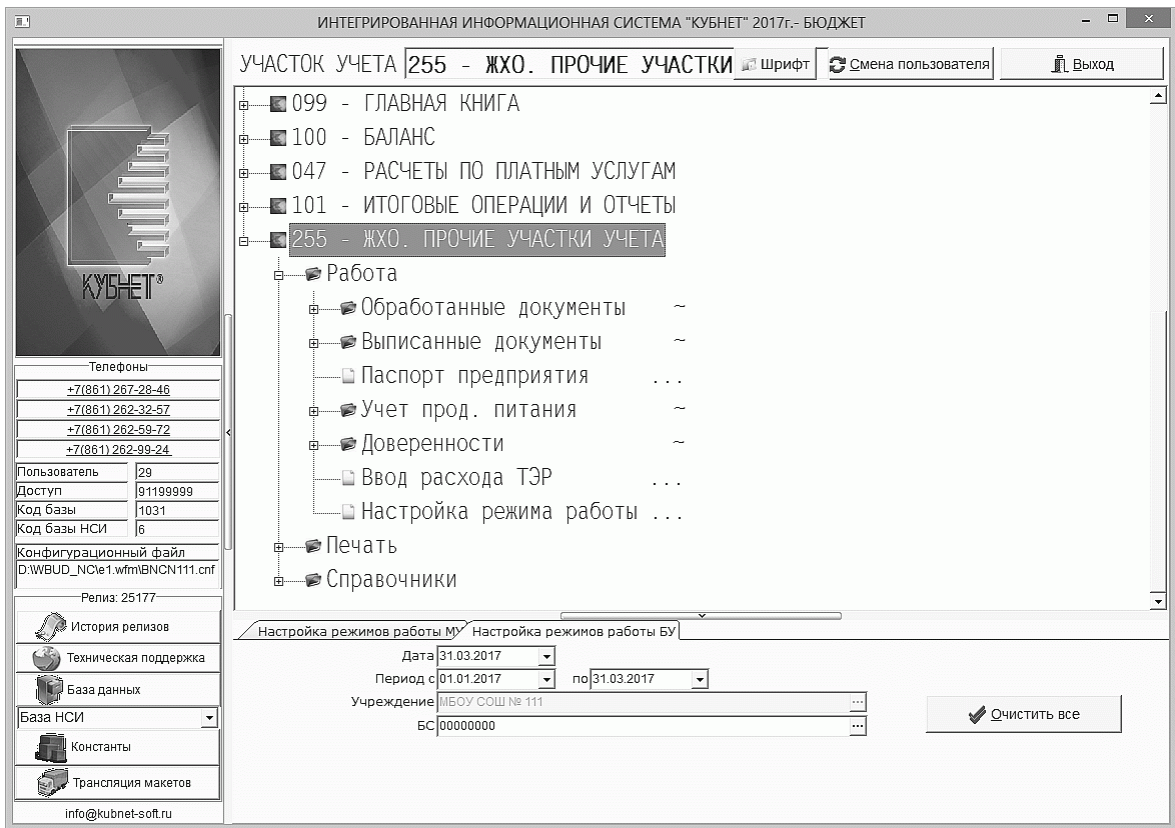 ИНТЕГРИРОВАННАЯ ИНФОРМАЦИОННАЯ СИСТЕМА "КУБНЕТ" 2017г.- БЮДЖЕТ
УЧАСТОК УЧЕТА 255 - ЖХО. ПРОЧИЕ УЧАСТКИ Шрифт Смена пользователя Выход
КУБНЕТ®
Телефоны
+7(861) 267-28-46
+7(861) 262-32-57
+7(861) 262-59-72
+7(861) 262-99-24
Пользователь 29
Доступ 91199999
Код базы 1031
Код базы НСИ 6
Конфигурационный файл
D:\WBUD_NC\e1.wfm\BNCN111.cnf
Релиз: 25177
История релизов
Техническая поддержка
База данных
База НСИ
Константы
Трансляция макетов
info@kubnet-soft.ru
099 - ГЛАВНАЯ КНИГА
100 - БАЛАНС
047 - РАСЧЕТЫ ПО ПЛАТНЫМ УСЛУГАМ
101 - ИТОГОВЫЕ ОПЕРАЦИИ И ОТЧЕТЫ
255 - ЖХО. ПРОЧИЕ УЧАСТКИ УЧЕТА
Работа
Обработанные документы ~
Выписанные документы ~
Паспорт предприятия ...
Учет прод. питания ~
Доверенности ~
Ввод расхода ТЭР ...
Настройка режима работы ...
Печать
Справочники
Настройка режимов работы МУ Настройка режимов работы БУ
Дата 31.03.2017
Период с 01.01.2017 по 31.03.2017
Учреждение МБОУ СОШ № 111 ...
БС 00000000 ...
Очистить все